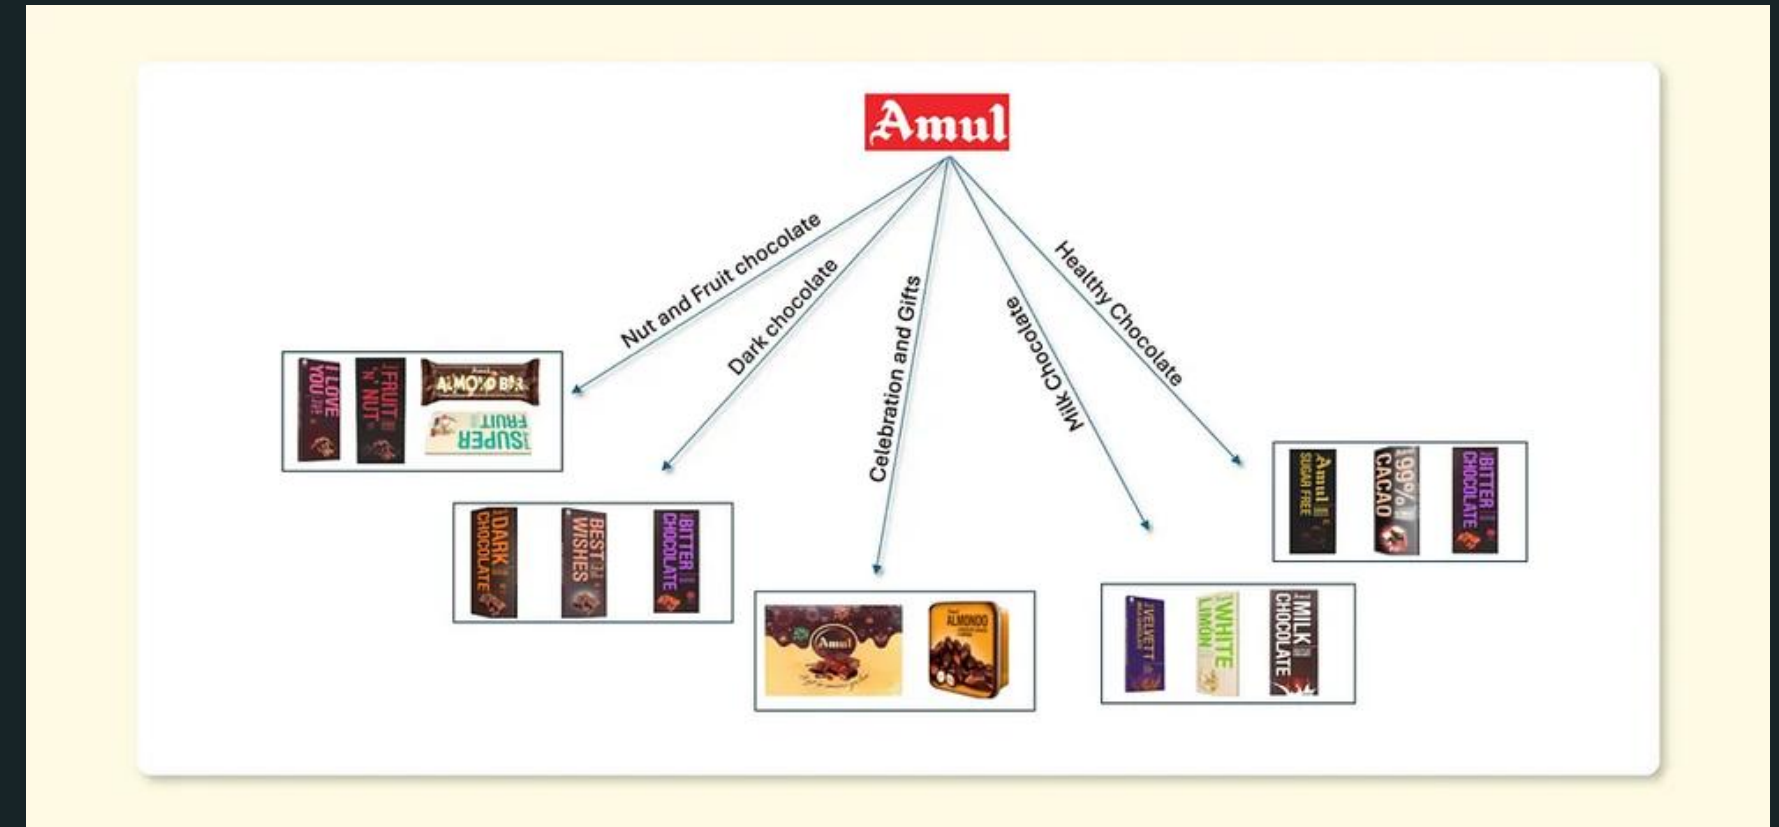 Amul
Nut and Fruit chocolate
Dark chocolate
Celebration and Gifts
Milk Chocolate
Healthy Chocolate
I LOVE
YOU
FRUIT
'N' NUT
ALMOND BAR
SUPER
FRUIT
DARK
CHOCOLATE
BEST
WISHES
BITTER
CHOCOLATE
Amul
ALMONDO
VELVETT
WHITE
LIMON
MILK
CHOCOLATE
Amul
SUGAR FREE
99%
CACAO
BITTER
CHOCOLATE